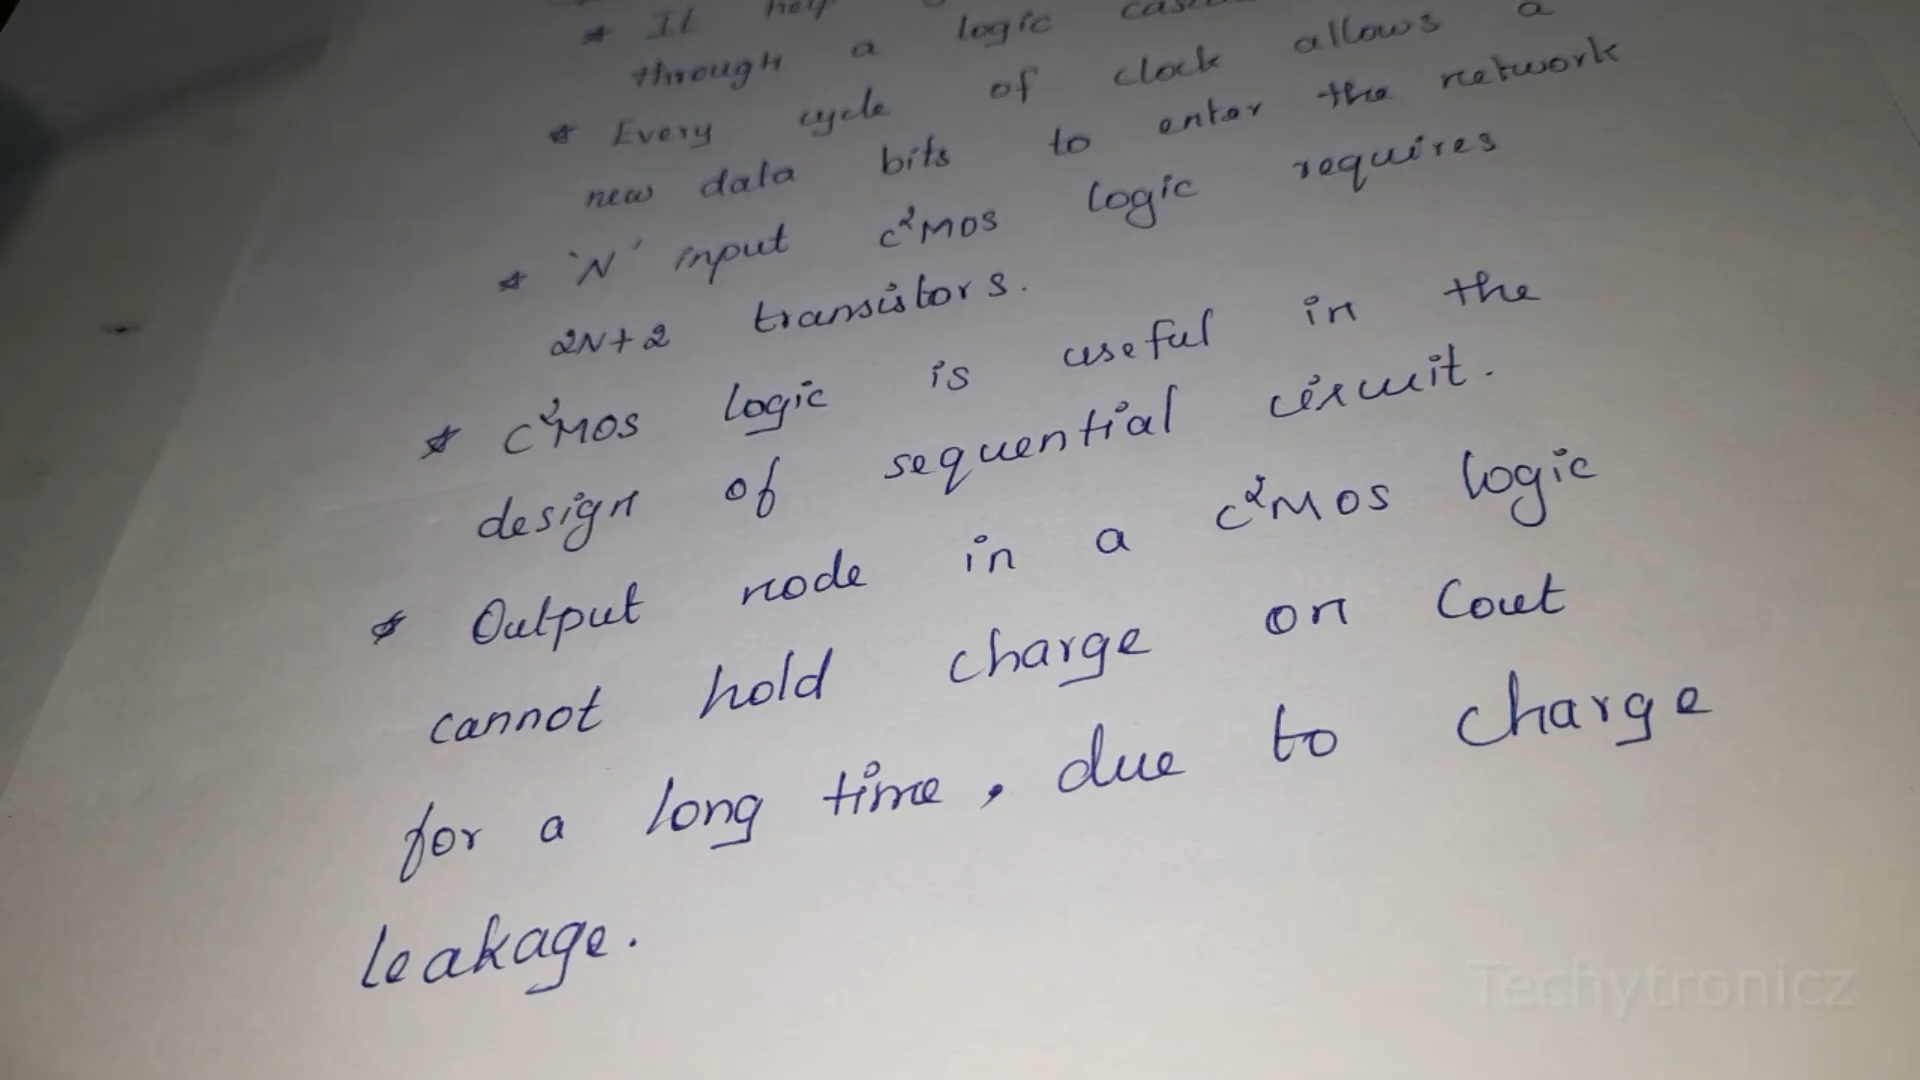 * It help
through a logic
* Every cycle of clock allows a
new data bits to enter the network
* 'N' input C²MOS logic requires
2N+2 transistors.
* C²MOS logic is useful in the
design of sequential circuit.
* Output node in a C²MOS logic
cannot hold charge on Cout
for a long time, due to charge
leakage.
Techytronicz